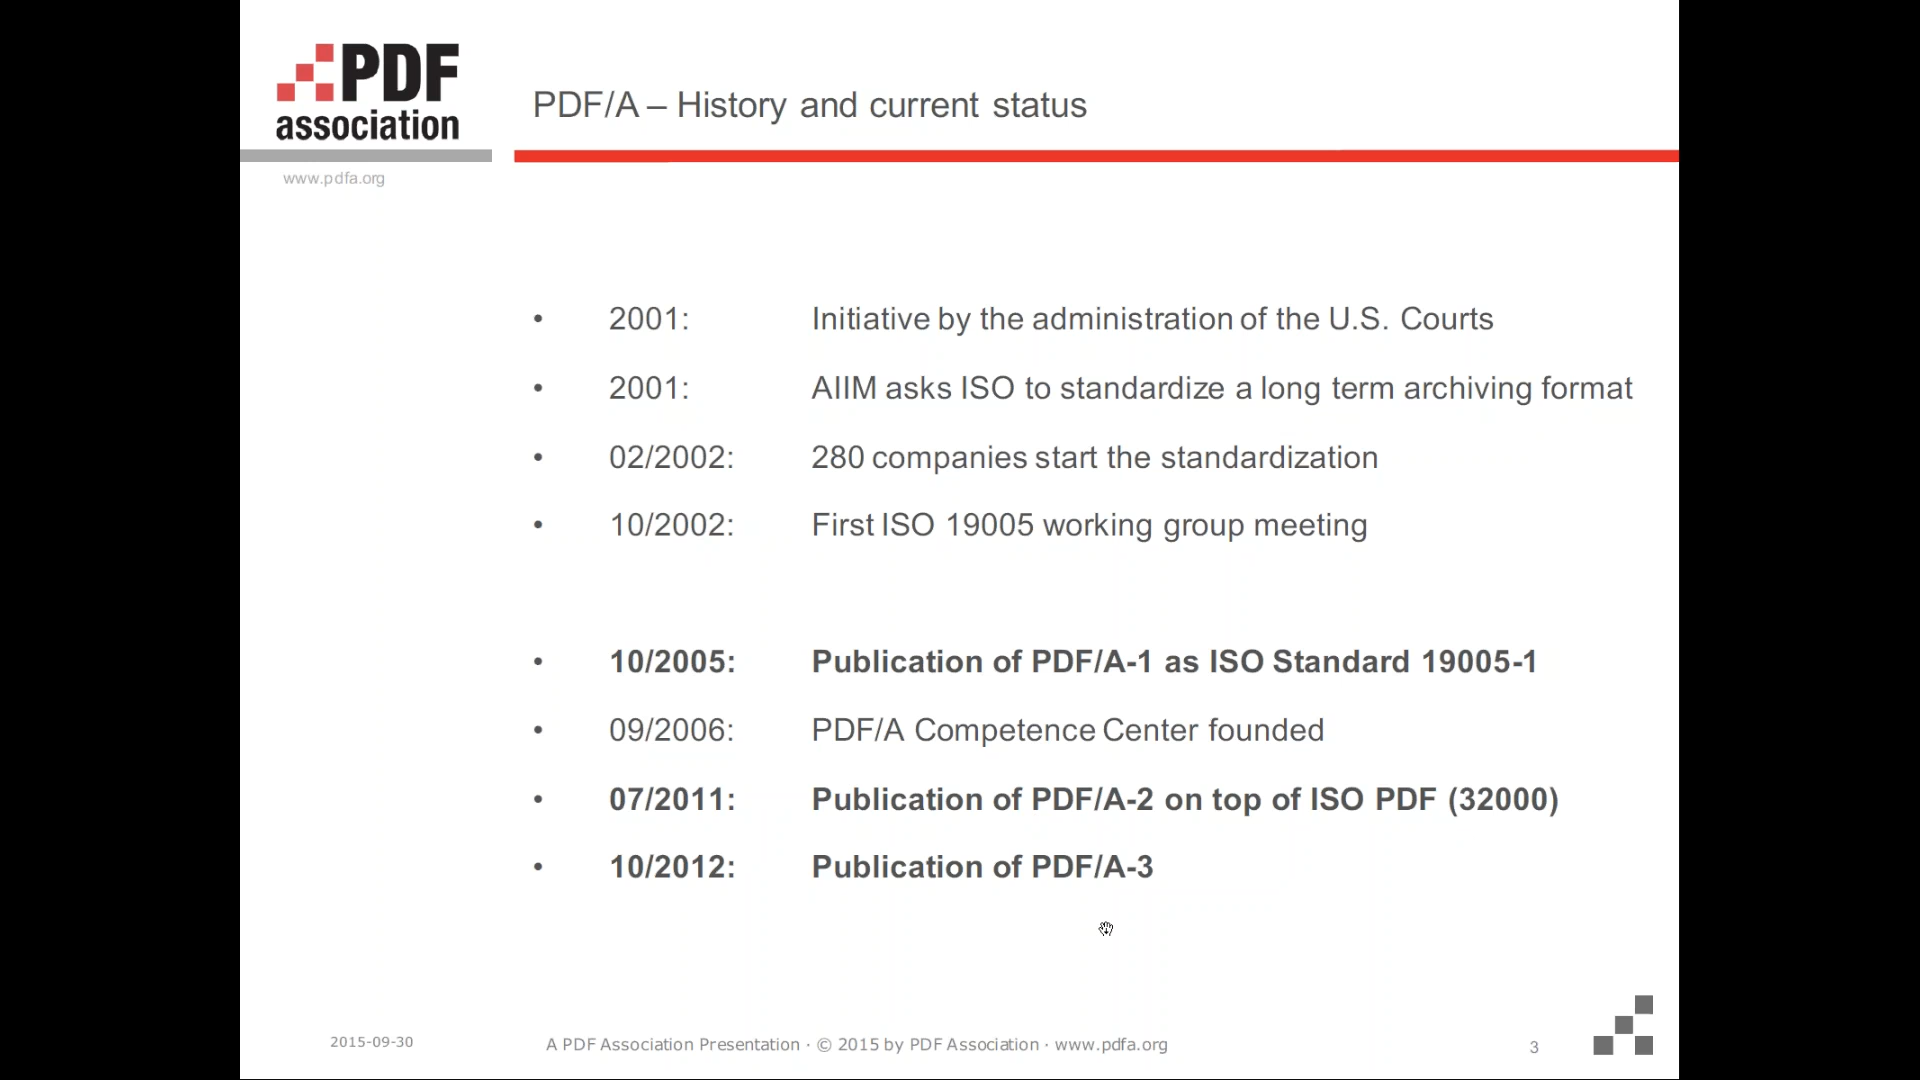 PDF
association
PDF/A – History and current status
www.pdfa.org
• 2001: Initiative by the administration of the U.S. Courts
• 2001: AIIM asks ISO to standardize a long term archiving format
• 02/2002: 280 companies start the standardization
• 10/2002: First ISO 19005 working group meeting
• 10/2005: Publication of PDF/A-1 as ISO Standard 19005-1
• 09/2006: PDF/A Competence Center founded
• 07/2011: Publication of PDF/A-2 on top of ISO PDF (32000)
• 10/2012: Publication of PDF/A-3
2015-09-30 A PDF Association Presentation · © 2015 by PDF Association · www.pdfa.org 3